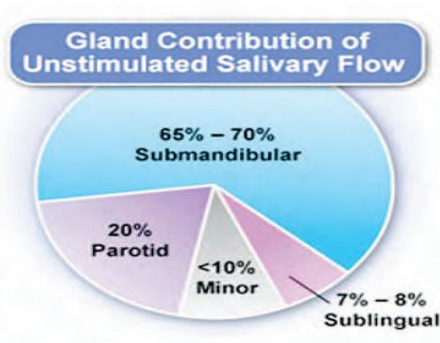 Gland Contribution of
Unstimulated Salivary Flow
65% – 70%
Submandibular
20%
Parotid
<10%
Minor
7% – 8%
Sublingual